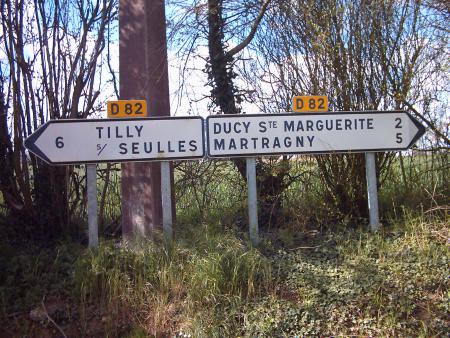 D 82
6 TILLY
S/ SEULLES
D 82
DUCY STE MARGUERITE 2
MARTRAGNY 5